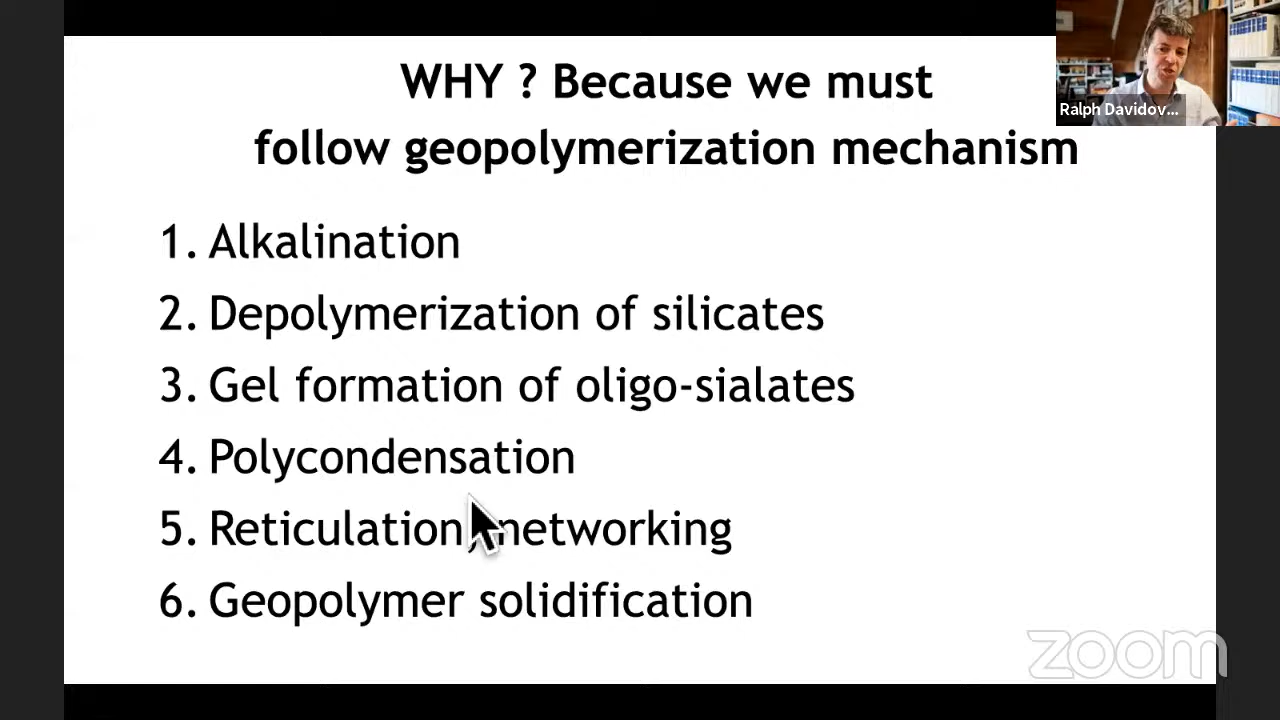 WHY ? Because we must
follow geopolymerization mechanism
Ralph Davidov...
1. Alkalination
2. Depolymerization of silicates
3. Gel formation of oligo-sialates
4. Polycondensation
5. Reticulation, networking
6. Geopolymer solidification
zoom